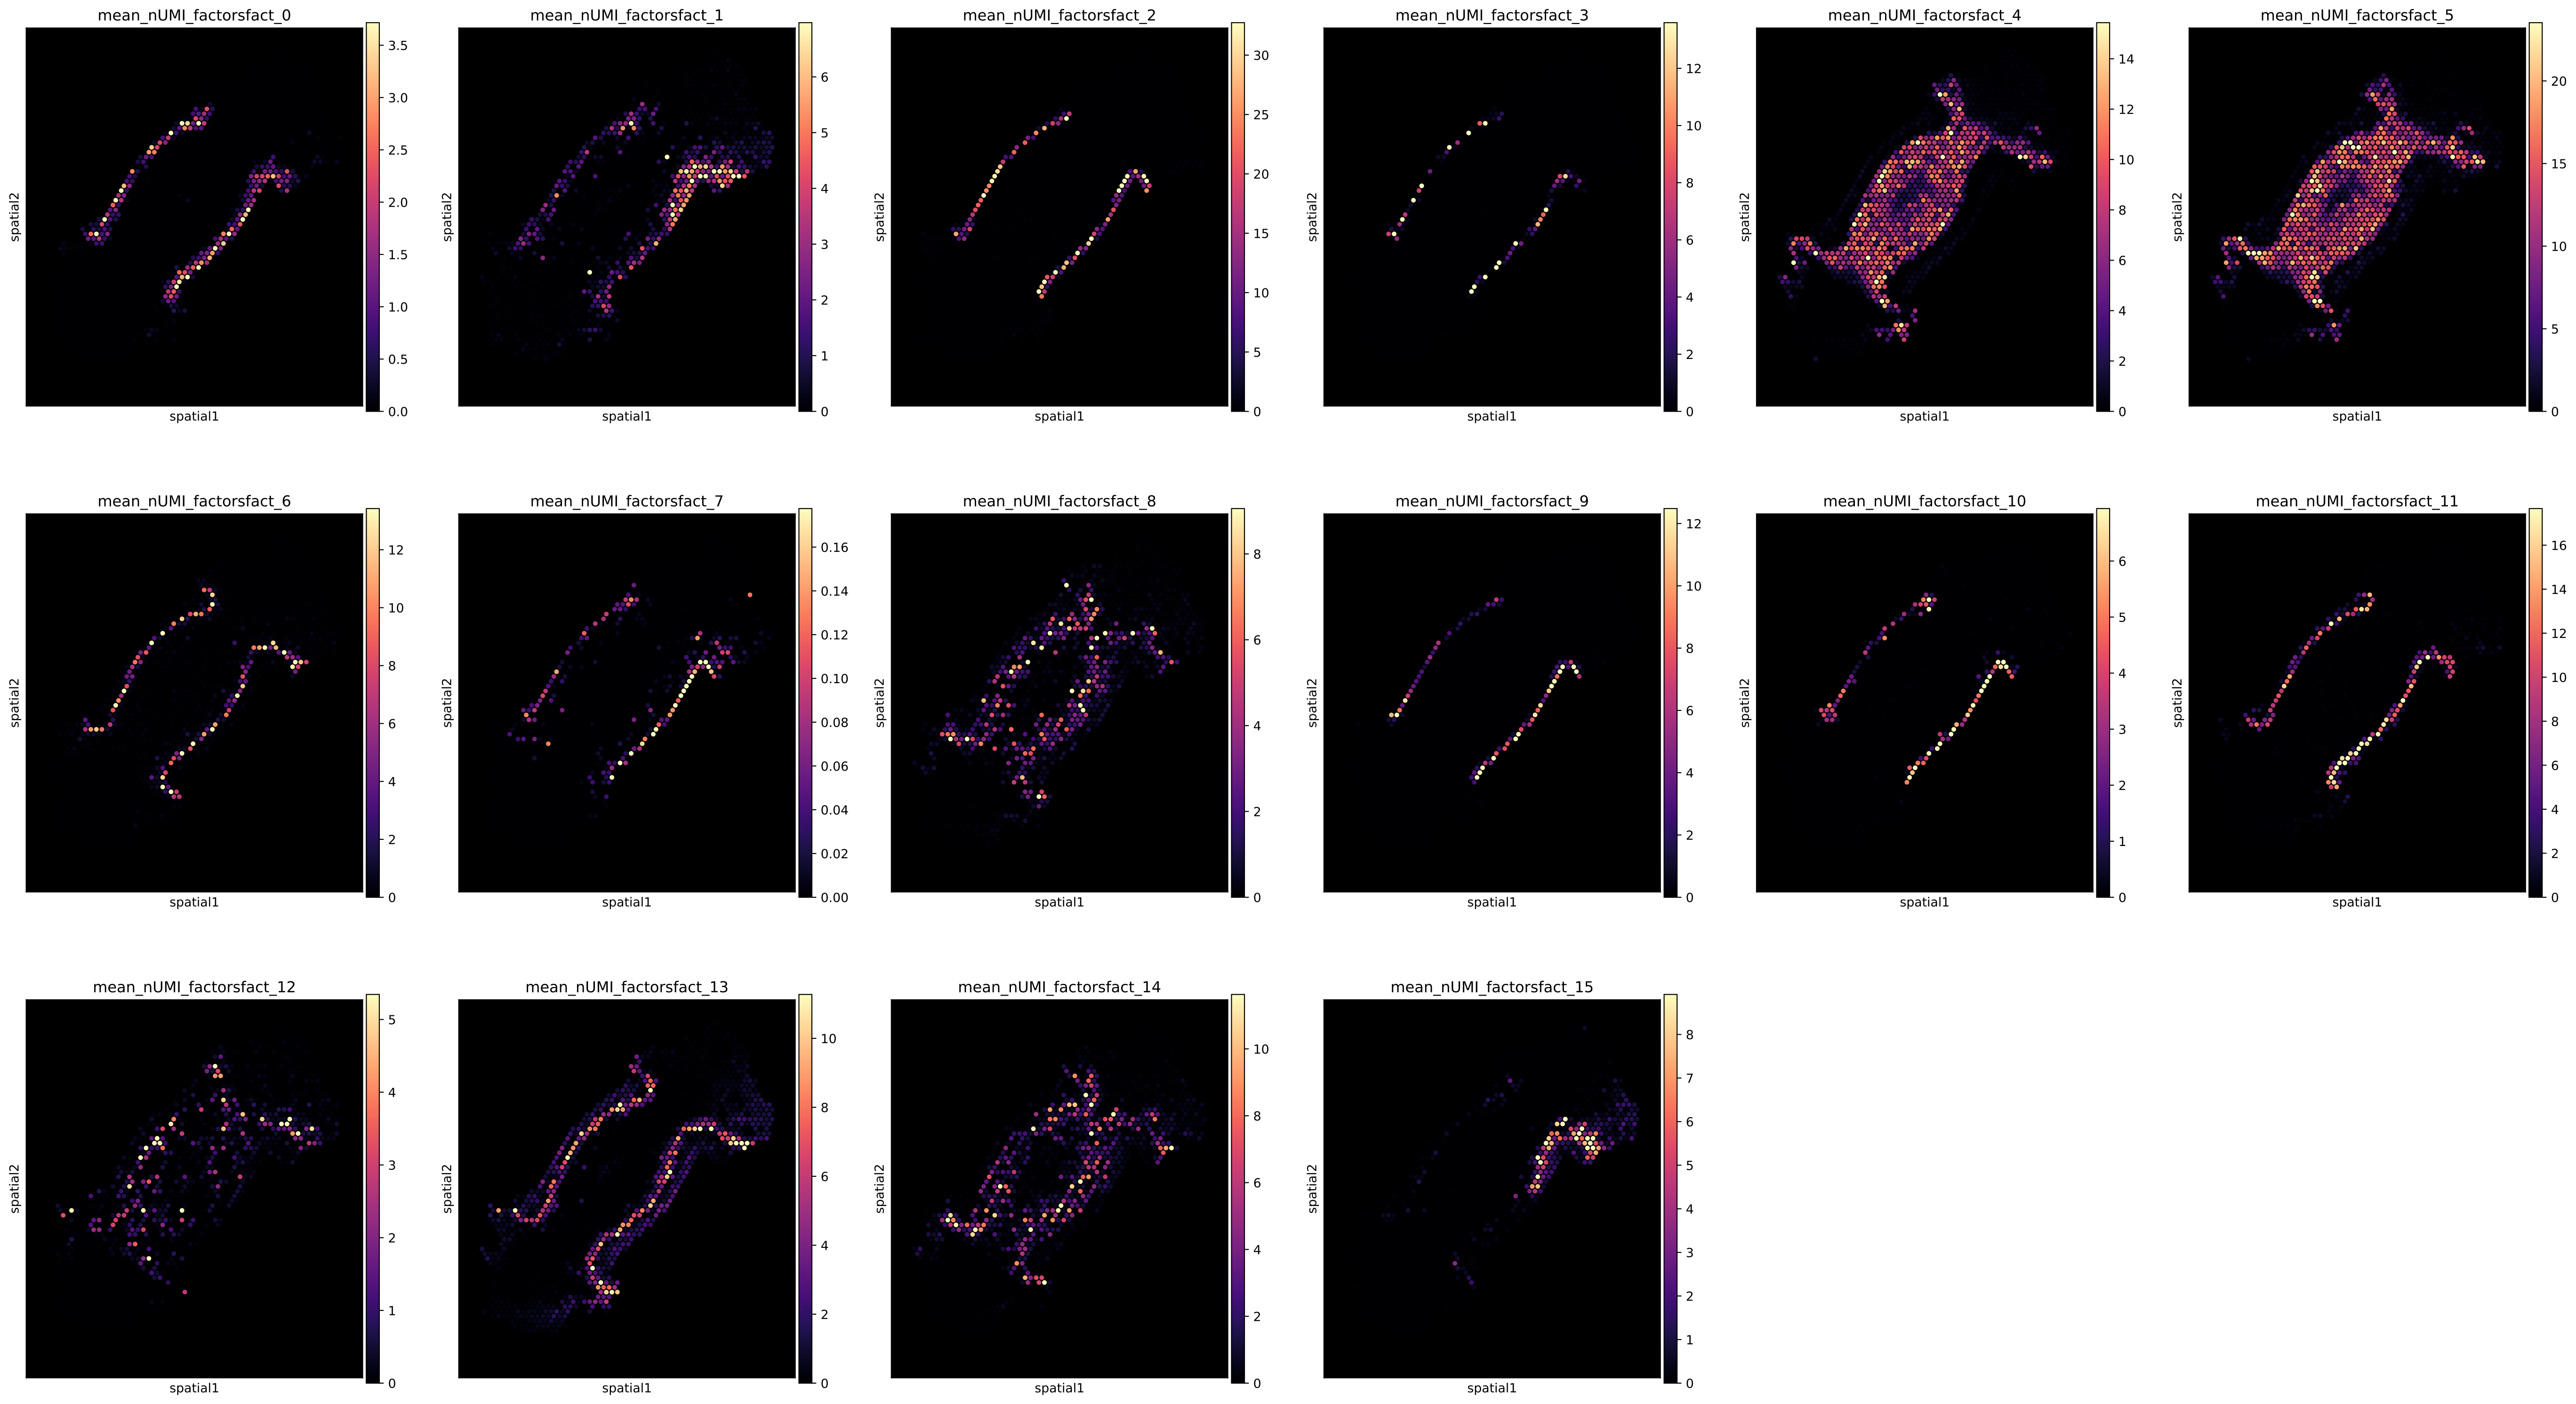 mean_nUMI_factorsfact_0
3.5
3.0
2.5
2.0
1.5
1.0
0.5
0.0
spatial2
spatial1
mean_nUMI_factorsfact_1
6
5
4
3
2
1
0
spatial2
spatial1
mean_nUMI_factorsfact_2
30
25
20
15
10
5
0
spatial2
spatial1
mean_nUMI_factorsfact_3
12
10
8
6
4
2
0
spatial2
spatial1
mean_nUMI_factorsfact_4
14
12
10
8
6
4
2
0
spatial2
spatial1
mean_nUMI_factorsfact_5
20
15
10
5
0
spatial2
spatial1
mean_nUMI_factorsfact_6
12
10
8
6
4
2
0
spatial2
spatial1
mean_nUMI_factorsfact_7
0.16
0.14
0.12
0.10
0.08
0.06
0.04
0.02
0.00
spatial2
spatial1
mean_nUMI_factorsfact_8
8
6
4
2
0
spatial2
spatial1
mean_nUMI_factorsfact_9
12
10
8
6
4
2
0
spatial2
spatial1
mean_nUMI_factorsfact_10
6
5
4
3
2
1
0
spatial2
spatial1
mean_nUMI_factorsfact_11
16
14
12
10
8
6
4
2
0
spatial2
spatial1
mean_nUMI_factorsfact_12
5
4
3
2
1
0
spatial2
spatial1
mean_nUMI_factorsfact_13
10
8
6
4
2
0
spatial2
spatial1
mean_nUMI_factorsfact_14
10
8
6
4
2
0
spatial2
spatial1
mean_nUMI_factorsfact_15
8
7
6
5
4
3
2
1
0
spatial2
spatial1